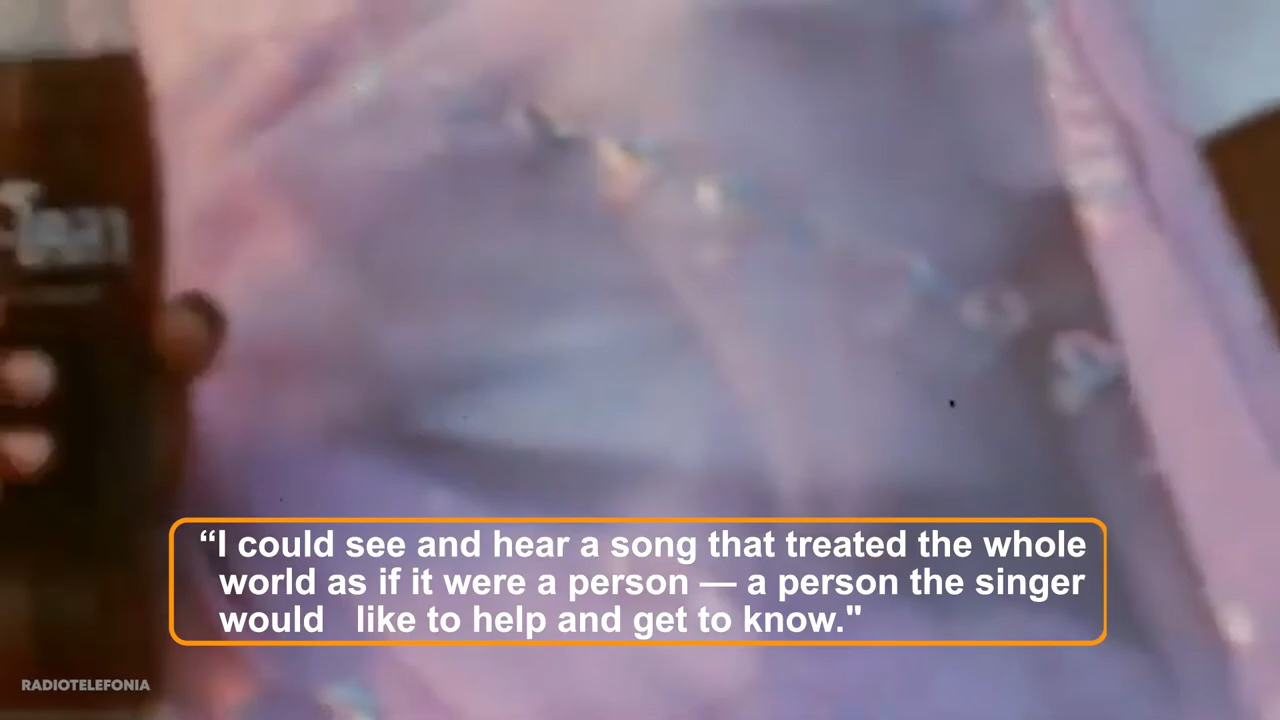 “I could see and hear a song that treated the whole
world as if it were a person — a person the singer
would like to help and get to know."
RADIOTELEFONIA